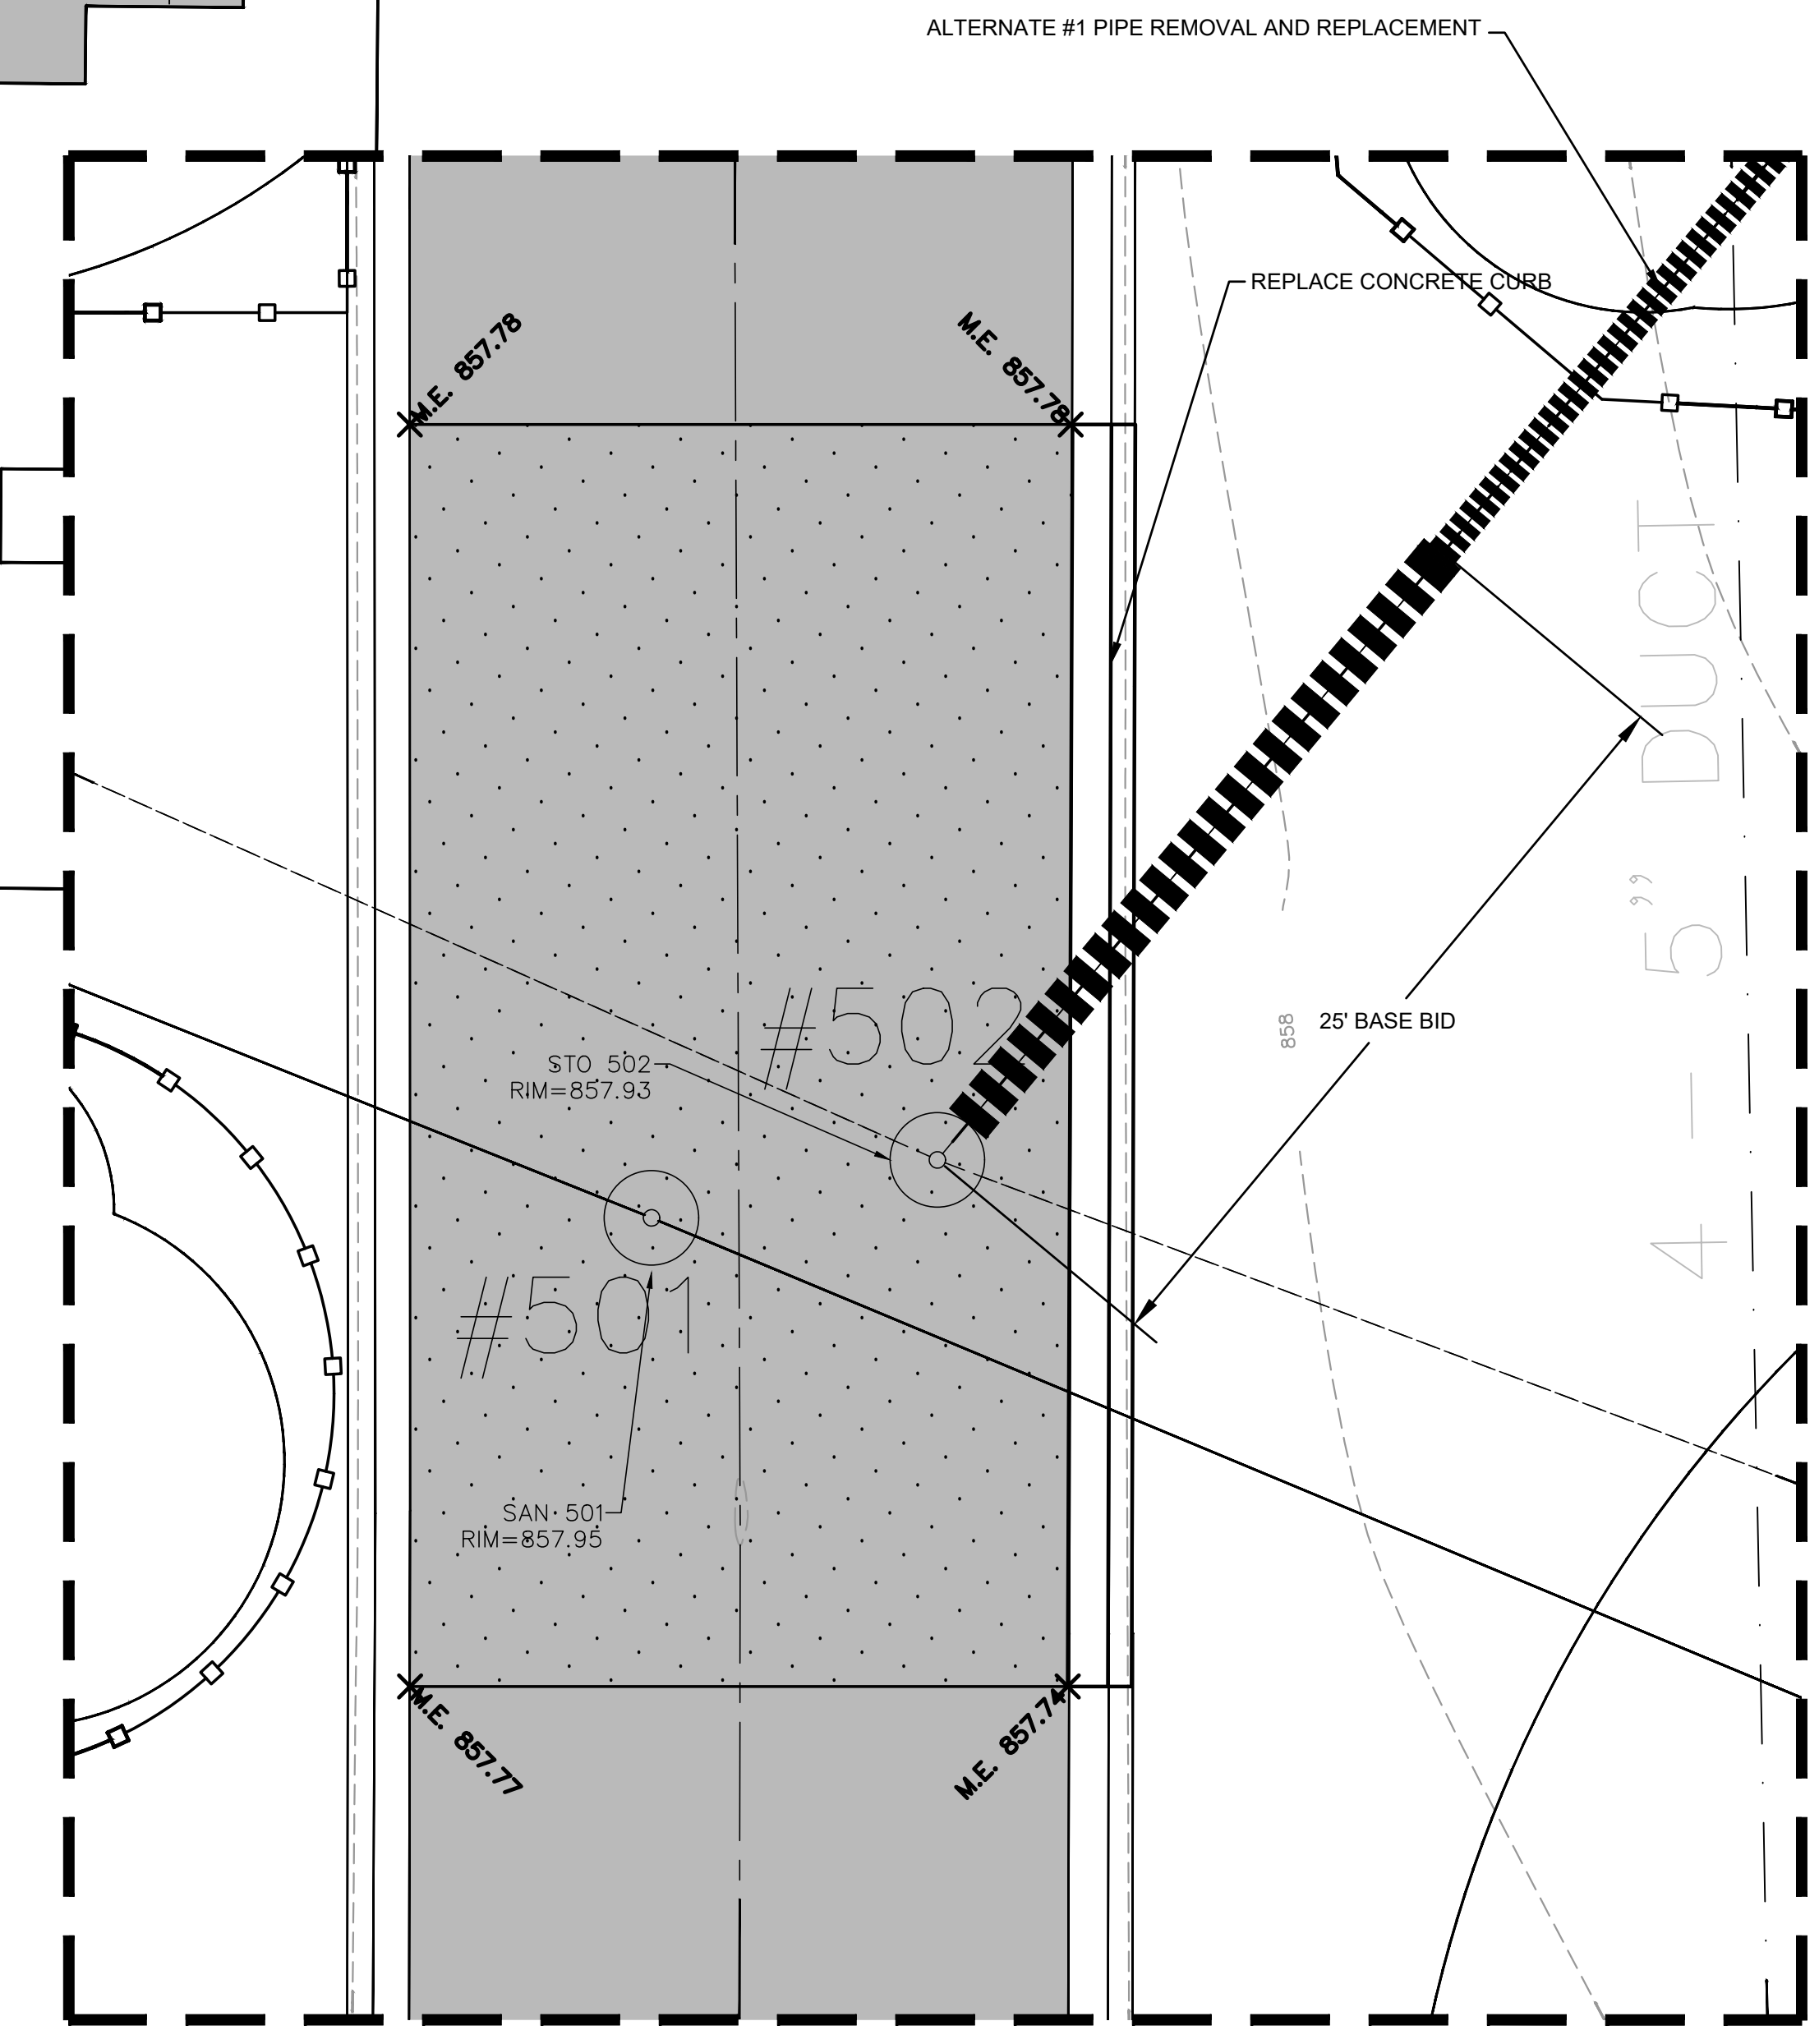 ALTERNATE #1 PIPE REMOVAL AND REPLACEMENT
REPLACE CONCRETE CURB
M.E. 857.78
M.E. 857.78
4 - 5" DUCT
#502
STO 502
RIM=857.93
858
25' BASE BID
#501
SAN 501
RIM=857.95
M.E. 857.77
M.E. 857.74